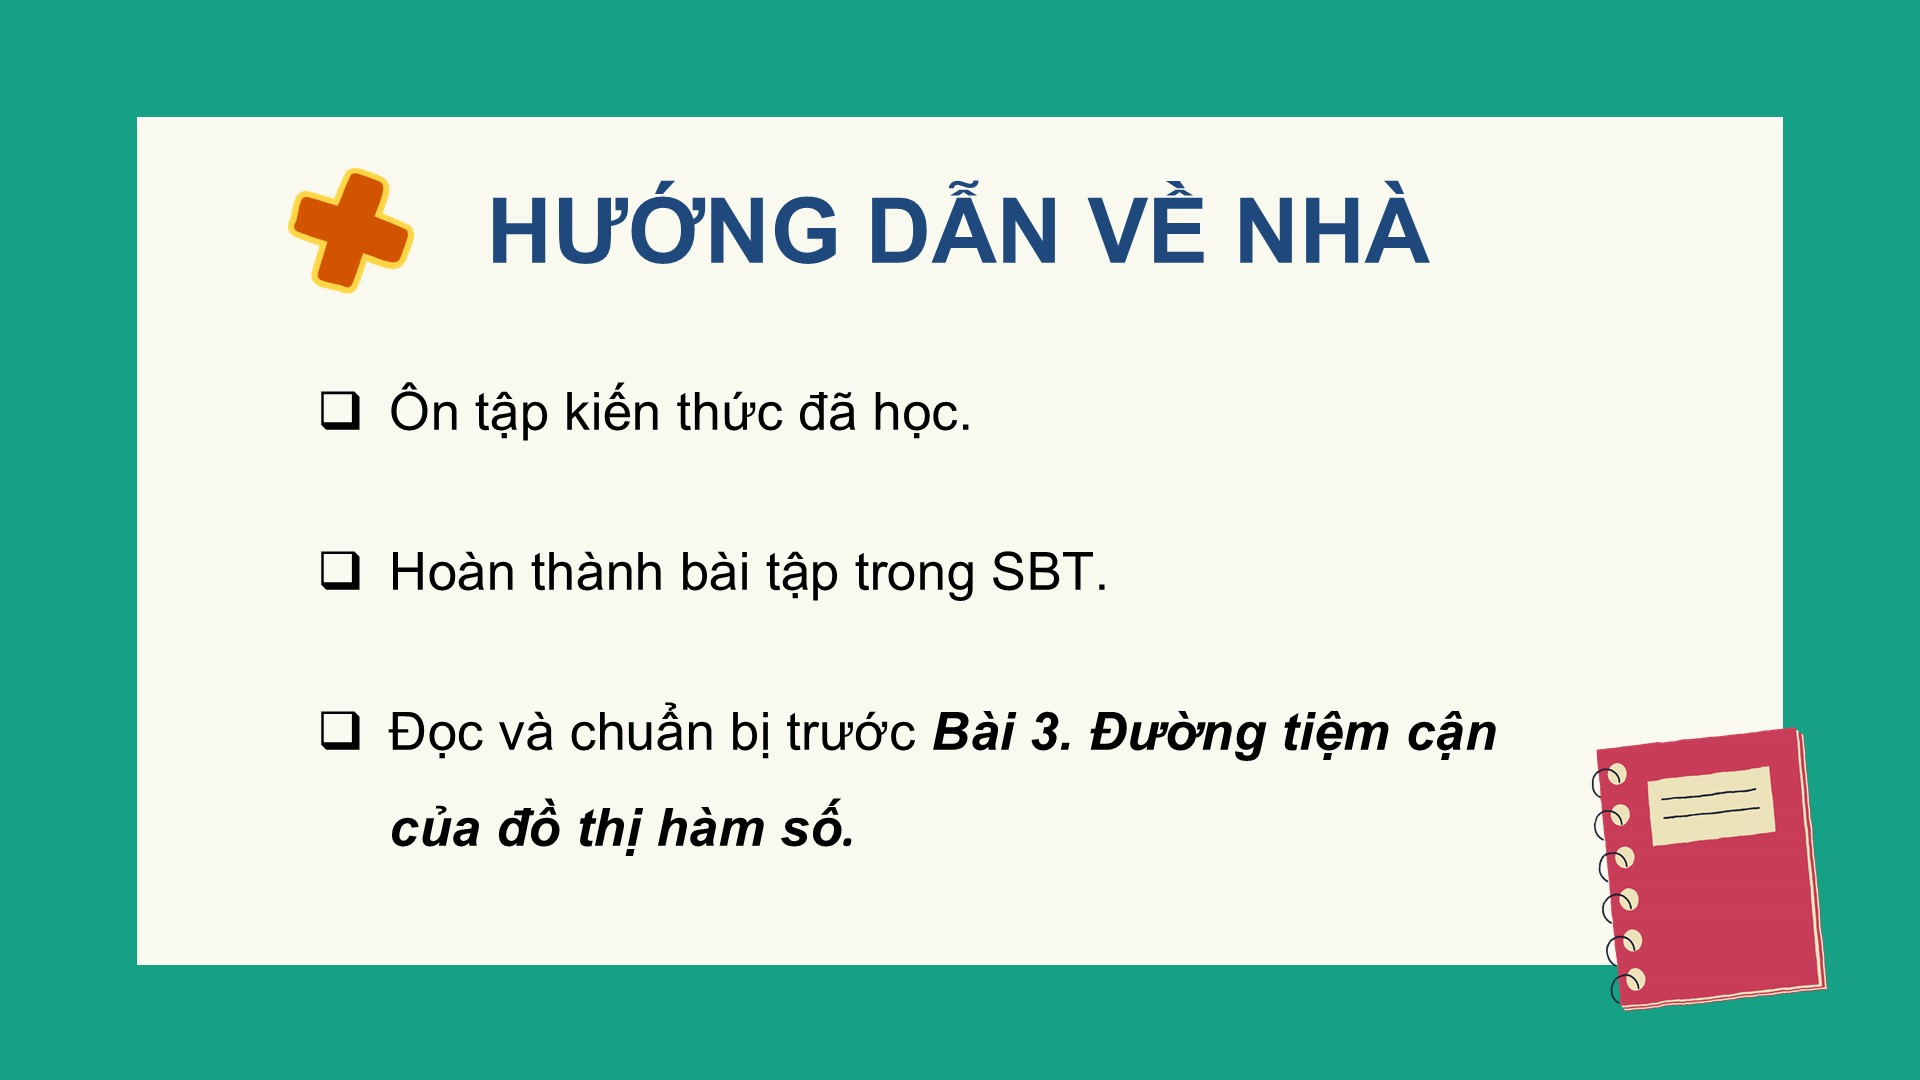 HƯỚNG DẪN VỀ NHÀ
❑ Ôn tập kiến thức đã học.
❑ Hoàn thành bài tập trong SBT.
❑ Đọc và chuẩn bị trước Bài 3. Đường tiệm cận
của đồ thị hàm số.